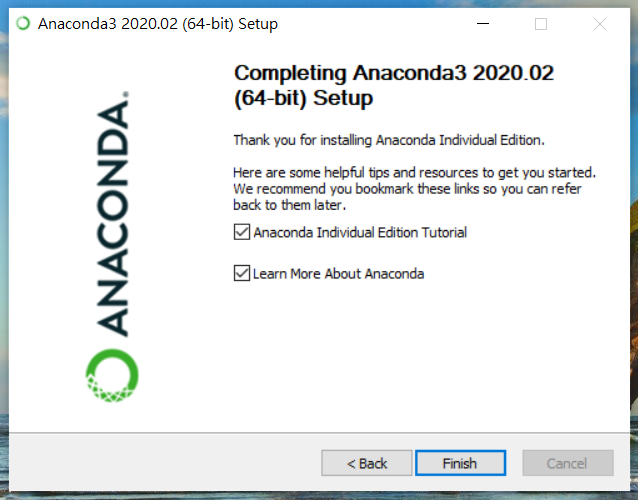 Anaconda3 2020.02 (64-bit) Setup
ANACONDA.
Completing Anaconda3 2020.02
(64-bit) Setup
Thank you for installing Anaconda Individual Edition.
Here are some helpful tips and resources to get you started.
We recommend you bookmark these links so you can refer
back to them later.
Anaconda Individual Edition Tutorial
Learn More About Anaconda
< Back
Finish
Cancel